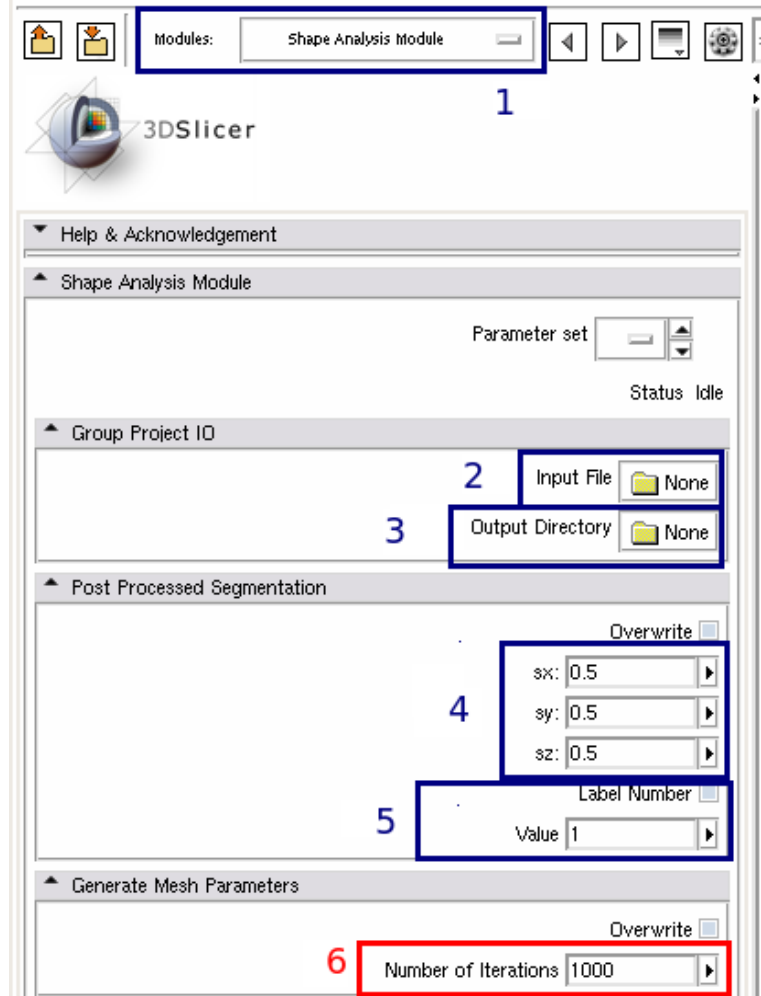 Modules: Shape Analysis Module
1
3DSlicer
Help & Acknowledgement
Shape Analysis Module
Parameter set
Status Idle
Group Project IO
2 Input File None
3 Output Directory None
Post Processed Segmentation
Overwrite
sx: 0.5
4 sy: 0.5
sz: 0.5
Label Number
5 Value 1
Generate Mesh Parameters
Overwrite
6 Number of Iterations 1000